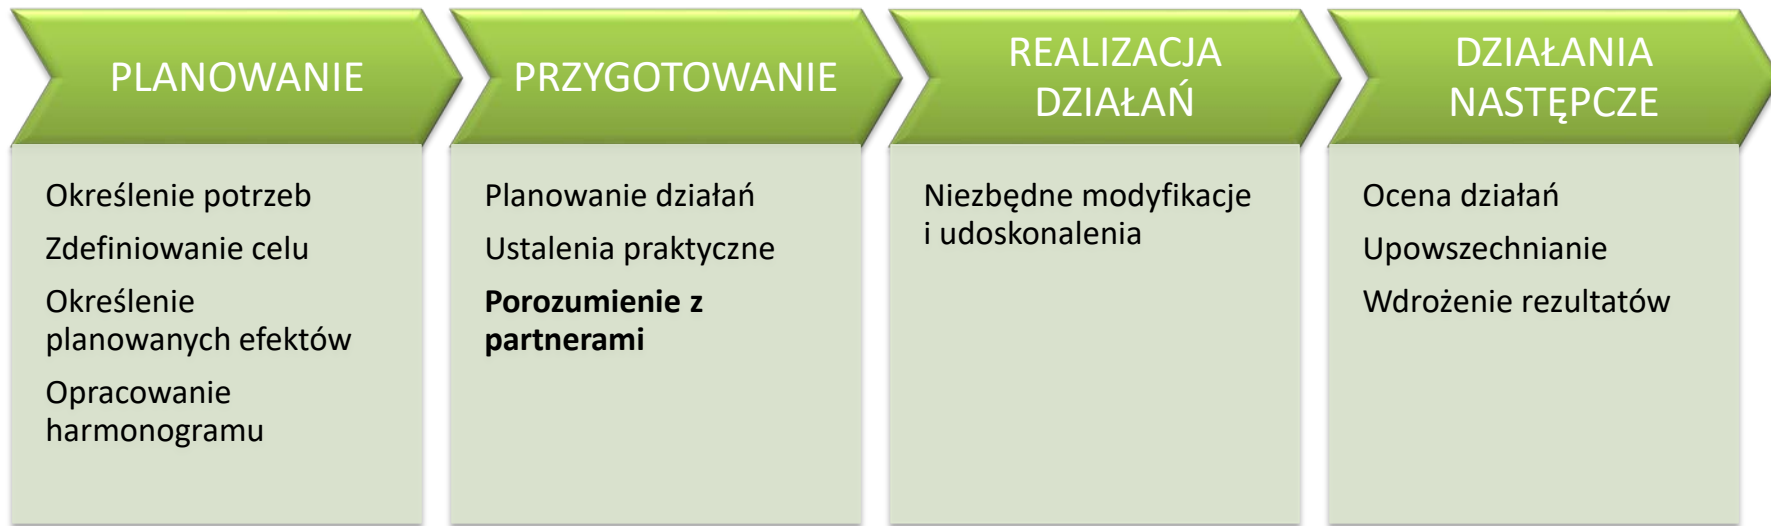 PLANOWANIE
Określenie potrzeb
Zdefiniowanie celu
Określenie
planowanych efektów
Opracowanie
harmonogramu
PRZYGOTOWANIE
Planowanie działań
Ustalenia praktyczne
Porozumienie z
partnerami
REALIZACJA
DZIAŁAŃ
Niezbędne modyfikacje
i udoskonalenia
DZIAŁANIA
NASTĘPCZE
Ocena działań
Upowszechnianie
Wdrożenie rezultatów